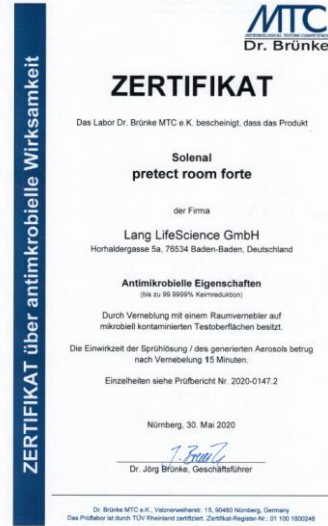 MTC
MICROBIOLOGICAL TESTING COMPETENCE
Dr. Brünke
ZERTIFIKAT über antimkrobielle Wirksamkeit
ZERTIFIKAT
Das Labor Dr. Brünke MTC e.K. bescheinigt, dass das Produkt
Solenal
pretect room forte
der Firma
Lang LifeScience GmbH
Horhaldergasse 5a, 76534 Baden-Baden, Deutschland
Antimikrobielle Eigenschaften
(bis zu 99.9999% Keimreduktion)
Durch Verneblung mit einem Raumvernebler auf
mikrobiell kontaminierten Testoberflächen besitzt.
Die Einwirkzeit der Sprühlösung / des generierten Aerosols betrug
nach Vernebelung 15 Minuten.
Einzelheiten siehe Prüfbericht Nr. 2020-0147.2
Nürnberg, 30. Mai 2020
Dr. Jörg Brünke, Geschäftsführer
Dr. Brünke MTC e.K., Valznerweiherstr. 15, 90480 Nürnberg, Germany
Das Prüflabor ist durch TÜV Rheinland zertifiziert. Zertifikat-Register-Nr.: 01 100 1800248